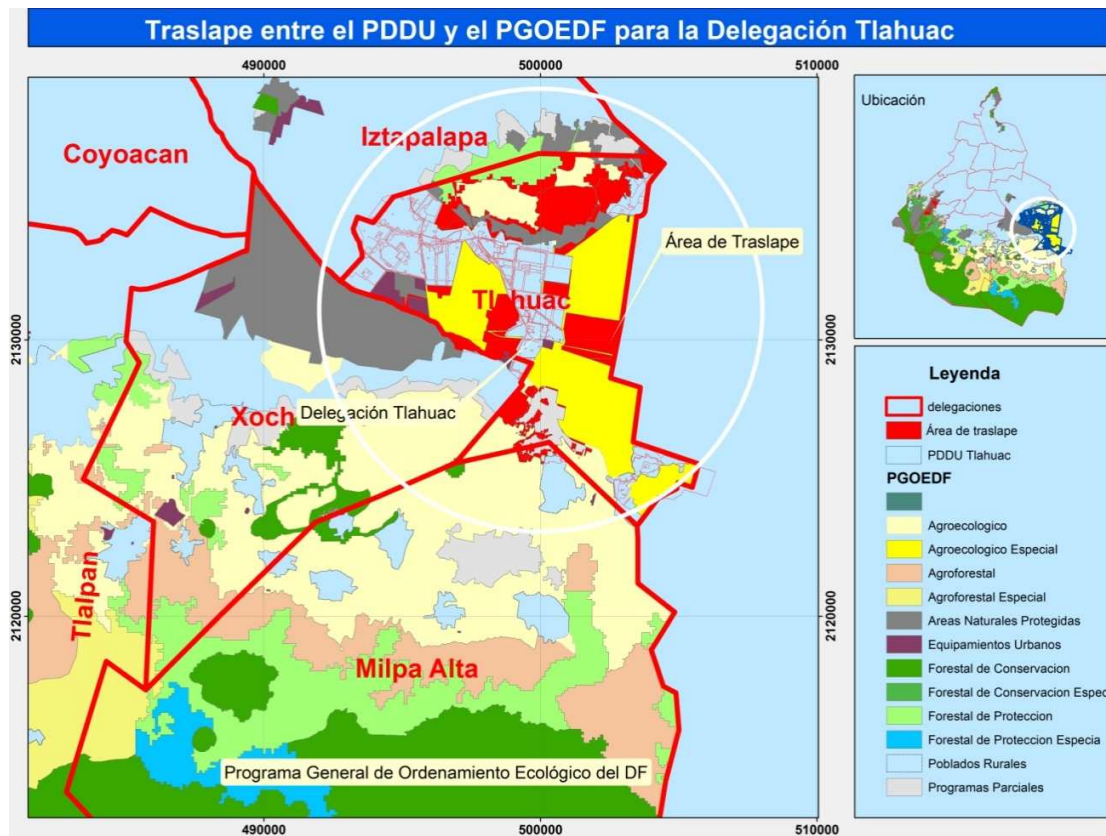 Traslape entre el PDDU y el PGOEDF para la Delegación Tlahuac
490000
500000
510000
Ubicación
Iztapalapa
Coyoacan
Área de Traslape
Tlahuac
2130000
2130000
Leyenda
delegaciones
Área de traslape
PDDU Tlahuac
PGOEDF
Agroecologico
Agroecologico Especial
Agroforestal
Agroforestal Especial
Areas Naturales Protegidas
Equipamientos Urbanos
Forestal de Conservacion
Forestal de Conservacion Espec
Forestal de Proteccion
Forestal de Proteccion Especia
Poblados Rurales
Programas Parciales
Xoch
Delegación Tlahuac
Tlalpan
2120000
2120000
Milpa Alta
Programa General de Ordenamiento Ecológico del DF
490000
500000
510000